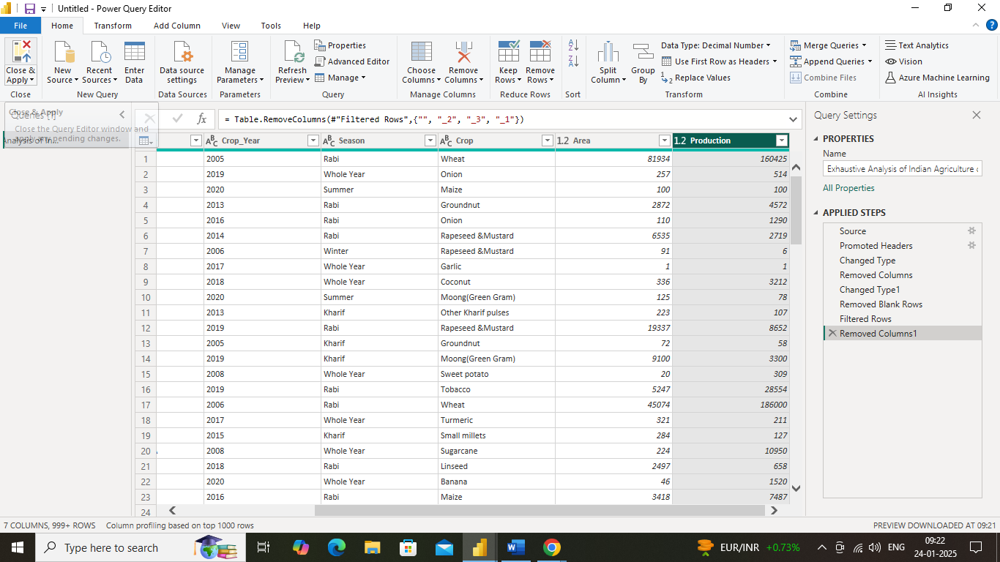 Untitled - Power Query Editor
File Home Transform Add Column View Tools Help
Close & Apply
New Source
Recent Sources
Enter Data
Data source settings
Manage Parameters
Refresh Preview
Properties
Advanced Editor
Manage
Choose Columns
Remove Columns
Keep Rows
Remove Rows
Split Column
Group By
Data Type: Decimal Number
Use First Row as Headers
Replace Values
Merge Queries
Append Queries
Combine Files
Text Analytics
Vision
Azure Machine Learning
Close New Query Data Sources Parameters Query Manage Columns Reduce Rows Sort Transform Combine AI Insights
Queries [1]
Close & Apply
Close the Query Editor window and
apply any pending changes.
Analysis of In...
fx = Table.RemoveColumns(#"Filtered Rows",{"", "_2", "_3", "_1"})
ABC Crop_Year ABC Season ABC Crop 1.2 Area 1.2 Production
1 2005 Rabi Wheat 81934 160425
2 2019 Whole Year Onion 257 514
3 2020 Summer Maize 100 100
4 2013 Rabi Groundnut 2872 4572
5 2016 Rabi Onion 110 1290
6 2014 Rabi Rapeseed &Mustard 6535 2719
7 2006 Winter Rapeseed &Mustard 91 6
8 2017 Whole Year Garlic 1 1
9 2018 Whole Year Coconut 336 3212
10 2020 Summer Moong(Green Gram) 125 78
11 2013 Kharif Other Kharif pulses 223 107
12 2019 Rabi Rapeseed &Mustard 19337 8652
13 2005 Kharif Groundnut 72 58
14 2019 Kharif Moong(Green Gram) 9100 3300
15 2008 Whole Year Sweet potato 20 309
16 2019 Rabi Tobacco 5247 28554
17 2006 Rabi Wheat 45074 186000
18 2017 Whole Year Turmeric 321 211
19 2015 Kharif Small millets 284 127
20 2008 Whole Year Sugarcane 224 10950
21 2018 Rabi Linseed 2497 658
22 2020 Whole Year Banana 46 1520
23 2016 Rabi Maize 3418 7487
24
Query Settings
PROPERTIES
Name
Exhaustive Analysis of Indian Agriculture
All Properties
APPLIED STEPS
Source
Promoted Headers
Changed Type
Removed Columns
Changed Type1
Removed Blank Rows
Filtered Rows
Removed Columns1
7 COLUMNS, 999+ ROWS Column profiling based on top 1000 rows PREVIEW DOWNLOADED AT 09:21
Type here to search EUR/INR +0.73% ENG 09:22
24-01-2025